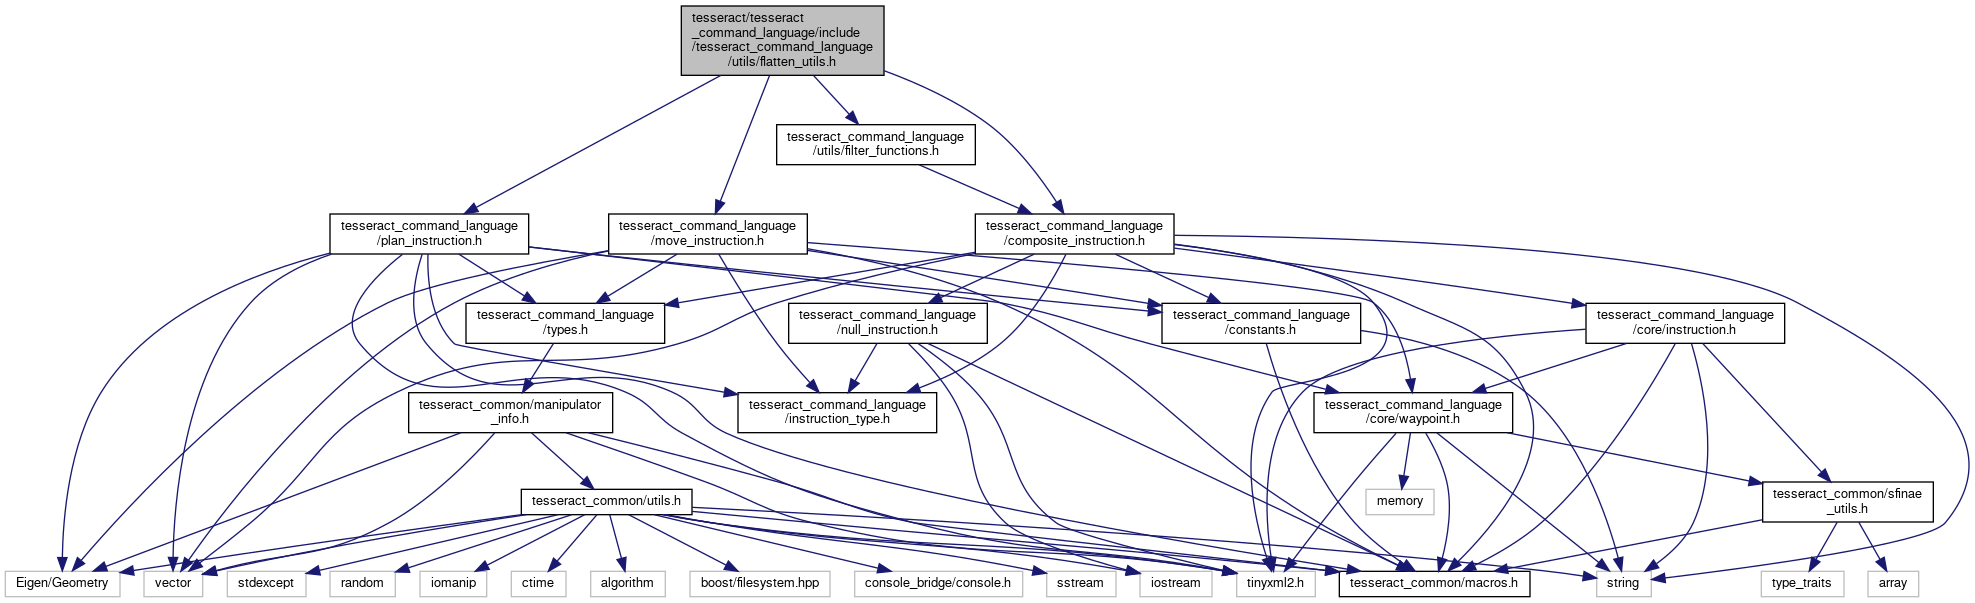 tesseract/tesseract
_command_language/include
/tesseract_command_language
/utils/flatten_utils.h
tesseract_command_language
/utils/filter_functions.h
tesseract_command_language
/plan_instruction.h
tesseract_command_language
/move_instruction.h
tesseract_command_language
/composite_instruction.h
tesseract_command_language
/types.h
tesseract_command_language
/null_instruction.h
tesseract_command_language
/constants.h
tesseract_command_language
/core/instruction.h
tesseract_common/manipulator
_info.h
tesseract_command_language
/instruction_type.h
tesseract_command_language
/core/waypoint.h
tesseract_common/utils.h
memory
tesseract_common/sfinae
_utils.h
Eigen/Geometry
vector
stdexcept
random
iomanip
ctime
algorithm
boost/filesystem.hpp
console_bridge/console.h
sstream
iostream
tinyxml2.h
tesseract_common/macros.h
string
type_traits
array